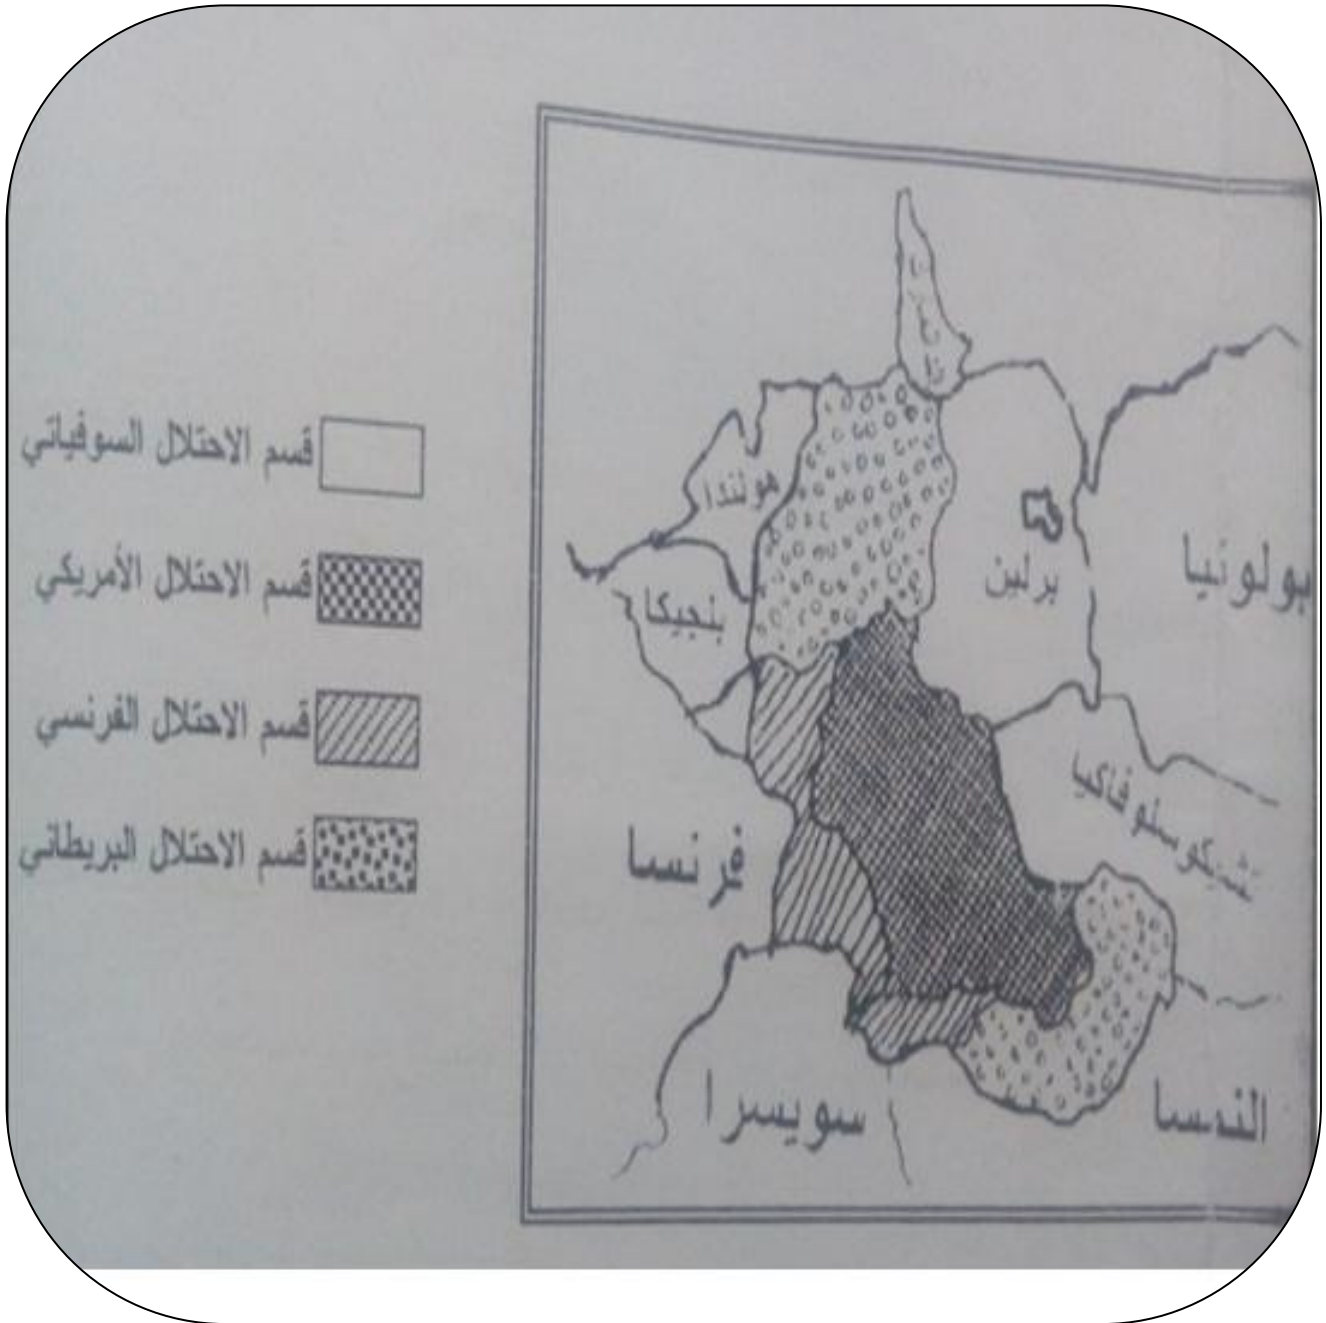 قسم الاحتلال السوفياتي
قسم الاحتلال الأمريكي
قسم الاحتلال الفرنسي
قسم الاحتلال البريطاني
هولندا
بلجيكا
برلين
بولونيا
تشيكوسلوفاكيا
فرنسا
سويسرا
النمسا